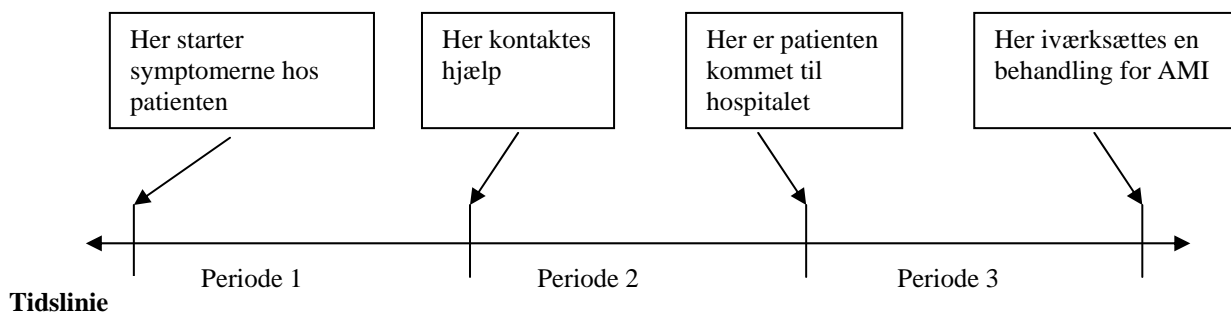 Her starter
symptomerne hos
patienten
Her kontaktes
hjælp
Her er patienten
kommet til
hospitalet
Her iværksættes en
behandling for AMI
Periode 1
Periode 2
Periode 3
Tidslinie